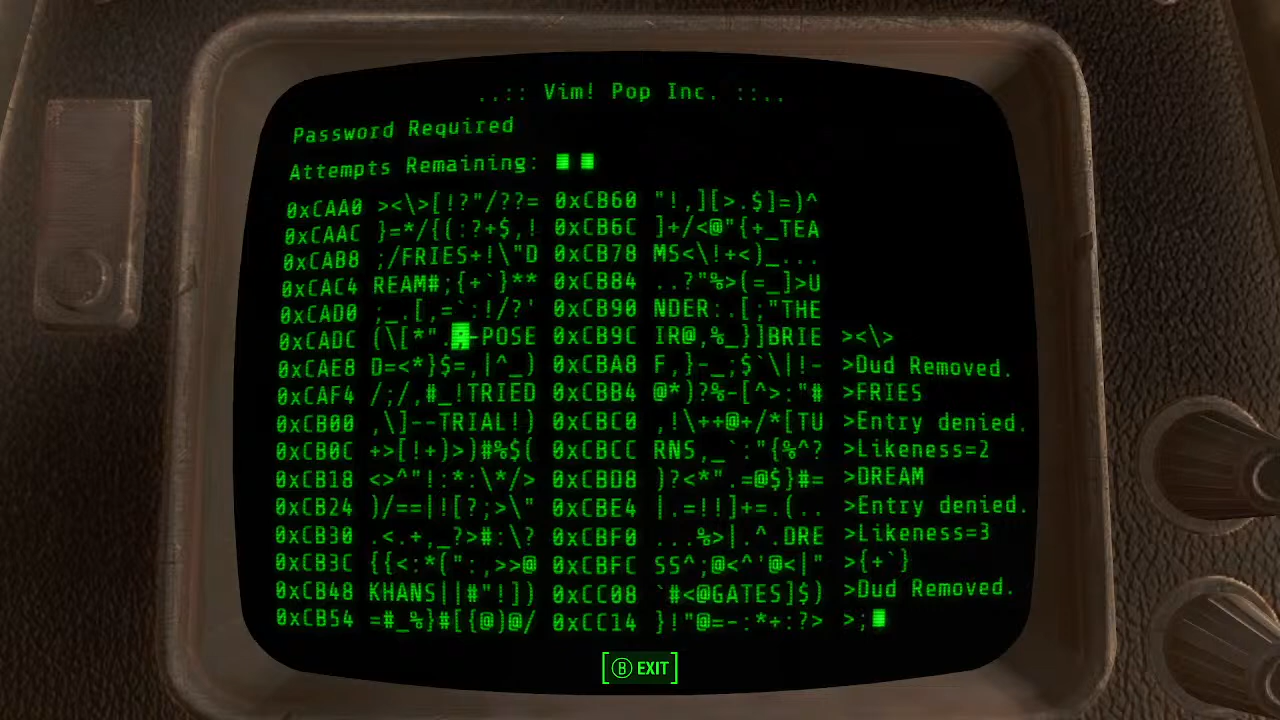 ..:: Vim! Pop Inc. ::..
Password Required
Attempts Remaining: ■ ■
0xCAA0 ><\>[!?"/??= 0xCB60 "!,][>.$]=)^
0xCAAC }=*/{(:?+$,! 0xCB6C ]+/<@"{+_TEA
0xCAB8 ;/FRIES+!\"D 0xCB78 MS<\!+<)_...
0xCAC4 REAM#;{+`}** 0xCB84 ..?"%>(=_]>U
0xCAD0 ;_.[,=`:!/?' 0xCB90 NDER:.[;"THE
0xCADC (\[*". -POSE 0xCB9C IR@,%_}]BRIE ><\>
0xCAE8 D=<*}$=,|^_) 0xCBA8 F,}-_;$`\|!- >Dud Removed.
0xCAF4 /;/,#_!TRIED 0xCBB4 @*)?%-[^>:"# >FRIES
0xCB00 ,\]--TRIAL!) 0xCBC0 ,!\++@+/*[TU >Entry denied.
0xCB0C +>[!+)>)#%$( 0xCBCC RNS,_`:"{%^? >Likeness=2
0xCB18 <>^"!:*:\*/> 0xCBD8 )?<*".=@$}#= >DREAM
0xCB24 )/==|![?;>\" 0xCBE4 |.=!!]+=.(.. >Entry denied.
0xCB30 .<.+,_?>#:\? 0xCBF0 ...%>|.^.DRE >Likeness=3
0xCB3C {{<:*[":,>>@ 0xCBFC SS^;@<^'@<|" >{+`}
0xCB48 KHANS||#"!]) 0xCC08 `#<@GATES]$) >Dud Removed.
0xCB54 =#_%}#[{@)@/ 0xCC14 }!"@=-:*+:?> >;■
Ⓑ EXIT